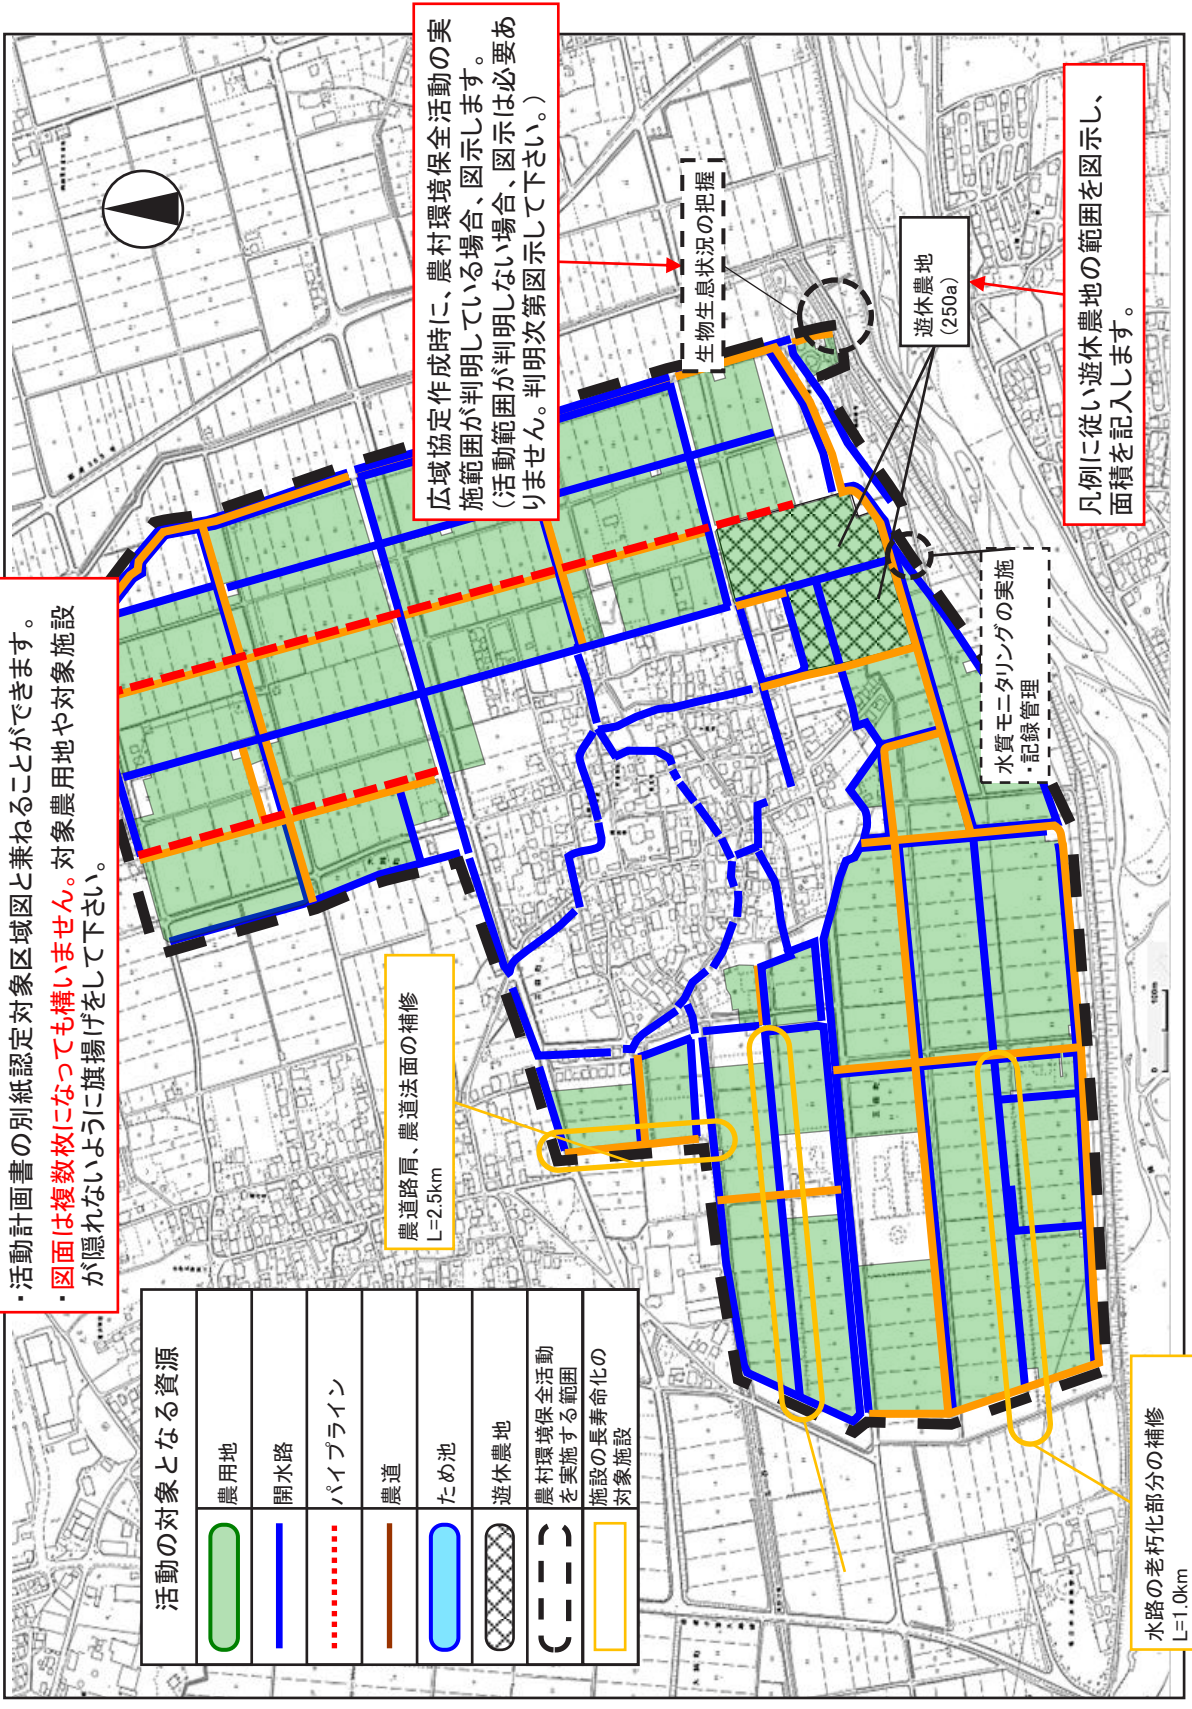 ・活動計画書の別紙認定対象区域図と兼ねることができます。
・図面は複数枚になっても構いません。対象農用地や対象施設
が隠れないように旗揚げをして下さい。
広域協定作成時に、農村環境保全活動の実
施範囲が判明している場合、図示します。
（活動範囲が判明しない場合、図示は必要あ
りません。判明次第図示して下さい。）
生物生息状況の把握
遊休農地
(250a)
凡例に従い遊休農地の範囲を図示し、
面積を記入します。
水質モニタリングの実施
・記録管理
農道路肩、農道法面の補修
L=2.5km
活動の対象となる資源
農用地
開水路
パイプライン
農道
ため池
遊休農地
農村環境保全活動
を実施する範囲
施設の長寿命化の
対象施設
水路の老朽化部分の補修
L=1.0km
0 100m